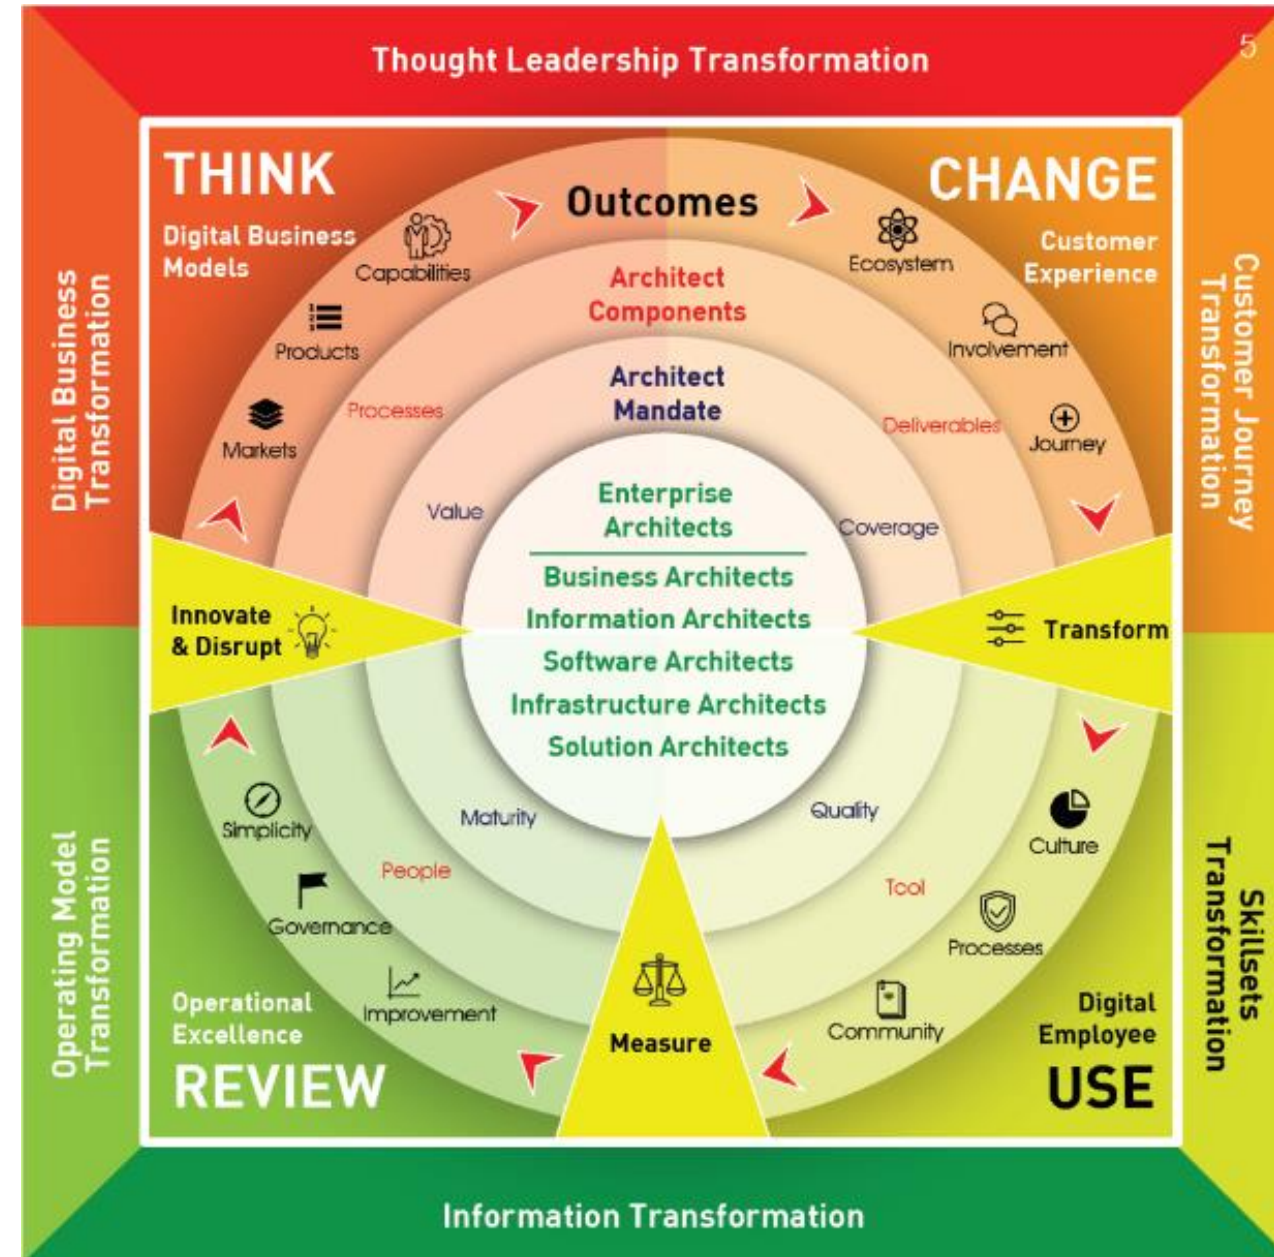 Thought Leadership Transformation
5
THINK
Digital Business
Models
CHANGE
Customer
Experience
Outcomes
Capabilities
Products
Markets
Ecosystem
Involvement
Journey
Architect
Components
Processes
Deliverables
Architect
Mandate
Value
Coverage
Digital Business
Transformation
Customer Journey
Transformation
Enterprise
Architects
Business Architects
Information Architects
Software Architects
Infrastructure Architects
Solution Architects
Innovate
& Disrupt
Transform
Maturity
Quality
People
Tool
Simplicity
Governance
Improvement
Culture
Processes
Community
Measure
Operating Model
Transformation
Skillsets
Transformation
Operational
Excellence
REVIEW
Digital
Employee
USE
Information Transformation